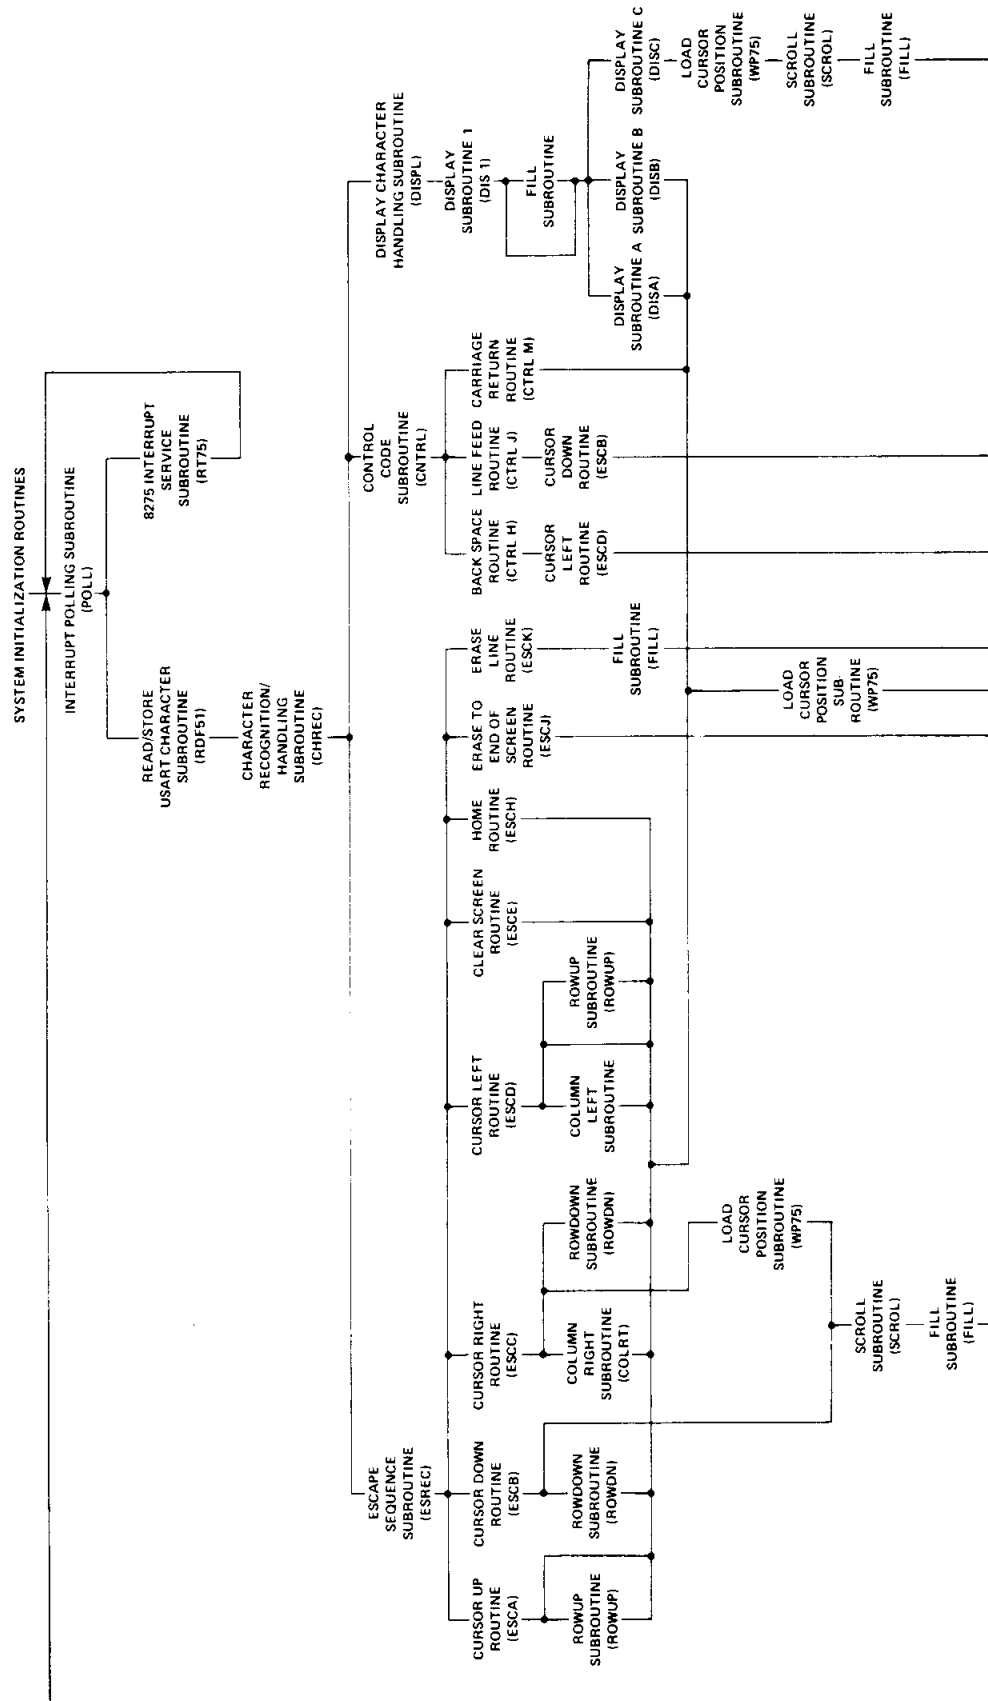 SYSTEM INITIALIZATION ROUTINES
INTERRUPT POLLING SUBROUTINE
(POLL)
READ/STORE
USART CHARACTER
SUBROUTINE
(RDF51)
8275 INTERRUPT
SERVICE
SUBROUTINE
(RT75)
CHARACTER
RECOGNITION/
HANDLING
SUBROUTINE
(CHREC)
ESCAPE
SEQUENCE
SUBROUTINE
(ESREC)
CONTROL
CODE
SUBROUTINE
(CNTRL)
DISPLAY CHARACTER
HANDLING SUBROUTINE
(DISPL)
DISPLAY
SUBROUTINE 1
(DIS 1)
FILL
SUBROUTINE
CURSOR UP
ROUTINE
(ESCA)
CURSOR DOWN
ROUTINE
(ESCB)
CURSOR RIGHT
ROUTINE
(ESCC)
CURSOR LEFT
ROUTINE
(ESCD)
CLEAR SCREEN
ROUTINE
(ESCE)
HOME
ROUTINE
(ESCH)
ERASE TO
END OF
SCREEN
ROUTINE
(ESCJ)
ERASE
LINE
ROUTINE
(ESCK)
BACK SPACE
ROUTINE
(CTRL H)
LINE FEED
ROUTINE
(CTRL J)
CARRIAGE
RETURN
ROUTINE
(CTRL M)
ROWUP
SUBROUTINE
(ROWUP)
ROWDOWN
SUBROUTINE
(ROWDN)
COLUMN
RIGHT
SUBROUTINE
(COLRT)
ROWDOWN
SUBROUTINE
(ROWDN)
COLUMN
LEFT
SUBROUTINE
ROWUP
SUBROUTINE
(ROWUP)
FILL
SUBROUTINE
(FILL)
CURSOR
LEFT
ROUTINE
(ESCD)
CURSOR
DOWN
ROUTINE
(ESCB)
DISPLAY
SUBROUTINE A
(DISA)
DISPLAY
SUBROUTINE B
(DISB)
DISPLAY
SUBROUTINE C
(DISC)
LOAD
CURSOR
POSITION
SUBROUTINE
(WP75)
SCROLL
SUBROUTINE
(SCROL)
FILL
SUBROUTINE
(FILL)
LOAD
CURSOR
POSITION
SUBROUTINE
(WP75)
LOAD
CURSOR
POSITION SUB-
ROUTINE
(WP75)
SCROLL
SUBROUTINE
(SCROL)
FILL
SUBROUTINE
(FILL)